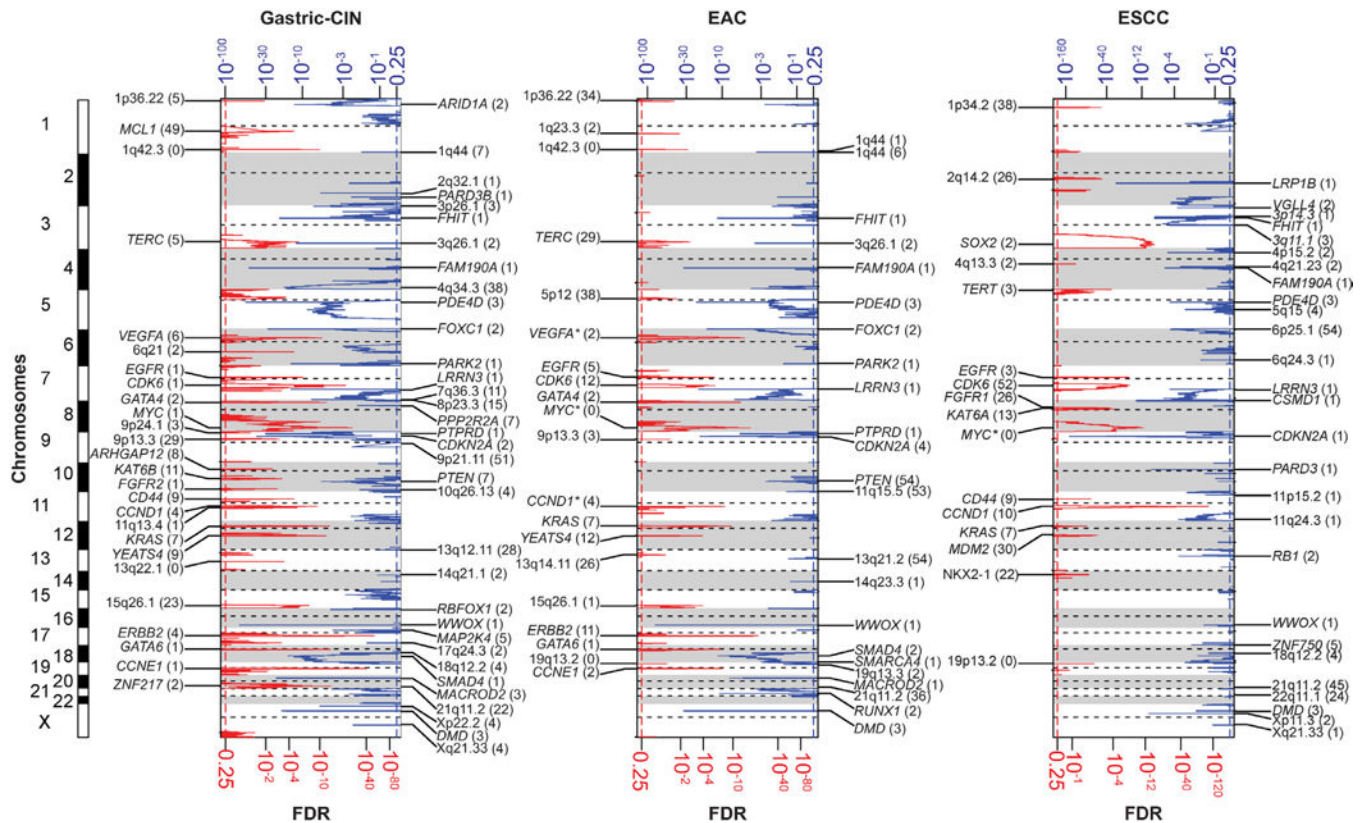 Gastric-CIN
EAC
ESCC
10⁻¹⁰⁰ 10⁻³⁰ 10⁻¹⁰ 10⁻³ 10⁻¹ 0.25
10⁻¹⁰⁰ 10⁻³⁰ 10⁻¹⁰ 10⁻³ 10⁻¹ 0.25
10⁻¹⁶⁰ 10⁻⁴⁰ 10⁻¹² 10⁻⁴ 10⁻¹ 0.25
Chromosomes
1
2
3
4
5
6
7
8
9
10
11
12
13
14
15
16
17
18
19
20
21
22
X
1p36.22 (5)
MCL1 (49)
1q42.3 (0)
TERC (5)
VEGFA (6)
6q21 (2)
EGFR (1)
CDK6 (1)
GATA4 (2)
MYC (1)
9p24.1 (3)
9p13.3 (29)
ARHGAP12 (8)
KAT6B (11)
FGFR2 (1)
CD44 (9)
CCND1 (4)
11q13.4 (1)
KRAS (7)
YEATS4 (9)
13q22.1 (0)
15q26.1 (23)
ERBB2 (4)
GATA6 (1)
CCNE1 (1)
ZNF217 (2)
ARID1A (2)
1q44 (7)
2q32.1 (1)
PARD3B (1)
3p26.1 (3)
FHIT (1)
3q26.1 (2)
FAM190A (1)
4q34.3 (38)
PDE4D (3)
FOXC1 (2)
PARK2 (1)
LRRN3 (1)
7q36.3 (11)
8p23.3 (15)
PPP2R2A (7)
PTPRD (1)
CDKN2A (2)
9p21.11 (51)
PTEN (7)
10q26.13 (4)
13q12.11 (28)
14q21.1 (2)
RBFOX1 (2)
WWOX (1)
MAP2K4 (5)
17q24.3 (2)
18q12.2 (4)
SMAD4 (1)
MACROD2 (3)
21q11.2 (22)
Xp22.2 (4)
DMD (3)
Xq21.33 (4)
1p36.22 (34)
1q23.3 (2)
1q42.3 (0)
TERC (29)
5p12 (38)
VEGFA* (2)
EGFR (5)
CDK6 (12)
GATA4 (2)
MYC* (0)
9p13.3 (3)
CCND1* (4)
KRAS (7)
YEATS4 (12)
13q14.11 (26)
15q26.1 (1)
ERBB2 (11)
GATA6 (1)
19q13.2 (0)
CCNE1 (2)
1q44 (1)
1q44 (6)
FHIT (1)
3q26.1 (2)
FAM190A (1)
PDE4D (3)
FOXC1 (2)
PARK2 (1)
LRRN3 (1)
PTPRD (1)
CDKN2A (4)
PTEN (54)
11q15.5 (53)
13q21.2 (54)
14q23.3 (1)
WWOX (1)
SMAD4 (2)
SMARCA4 (1)
19q13.3 (2)
MACROD2 (1)
21q11.2 (36)
RUNX1 (2)
DMD (3)
1p34.2 (38)
2q14.2 (26)
SOX2 (2)
4q13.3 (2)
TERT (3)
EGFR (3)
CDK6 (52)
FGFR1 (26)
KAT6A (13)
MYC* (0)
CD44 (9)
CCND1 (10)
KRAS (7)
MDM2 (30)
NKX2-1 (22)
19p13.2 (0)
LRP1B (1)
VGLL4 (2)
3p14.3 (1)
FHIT (1)
3q11.1 (3)
4p15.2 (2)
4q21.23 (2)
FAM190A (1)
PDE4D (3)
5q15 (4)
6p25.1 (54)
6q24.3 (1)
LRRN3 (1)
CSMD1 (1)
CDKN2A (1)
PARD3 (1)
11p15.2 (1)
11q24.3 (1)
RB1 (2)
WWOX (1)
ZNF750 (5)
18q12.2 (4)
21q11.2 (45)
22q11.1 (24)
DMD (3)
Xp11.3 (2)
Xq21.33 (1)
0.25 10⁻² 10⁻⁴ 10⁻¹⁰ 10⁻⁴⁰ 10⁻⁸⁰
0.25 10⁻² 10⁻⁴ 10⁻¹⁰ 10⁻⁴⁰ 10⁻⁸⁰
0.25 10⁻¹ 10⁻⁴ 10⁻¹² 10⁻⁴⁰ 10⁻¹²⁰
FDR
FDR
FDR